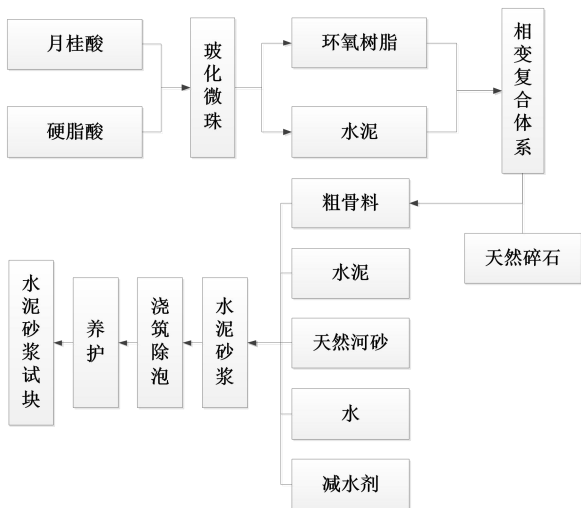 月桂酸
硬脂酸
玻化微珠
环氧树脂
水泥
相变复合体系
天然碎石
粗骨料
水泥
天然河砂
水
减水剂
水泥砂浆
浇筑除泡
养护
水泥砂浆试块